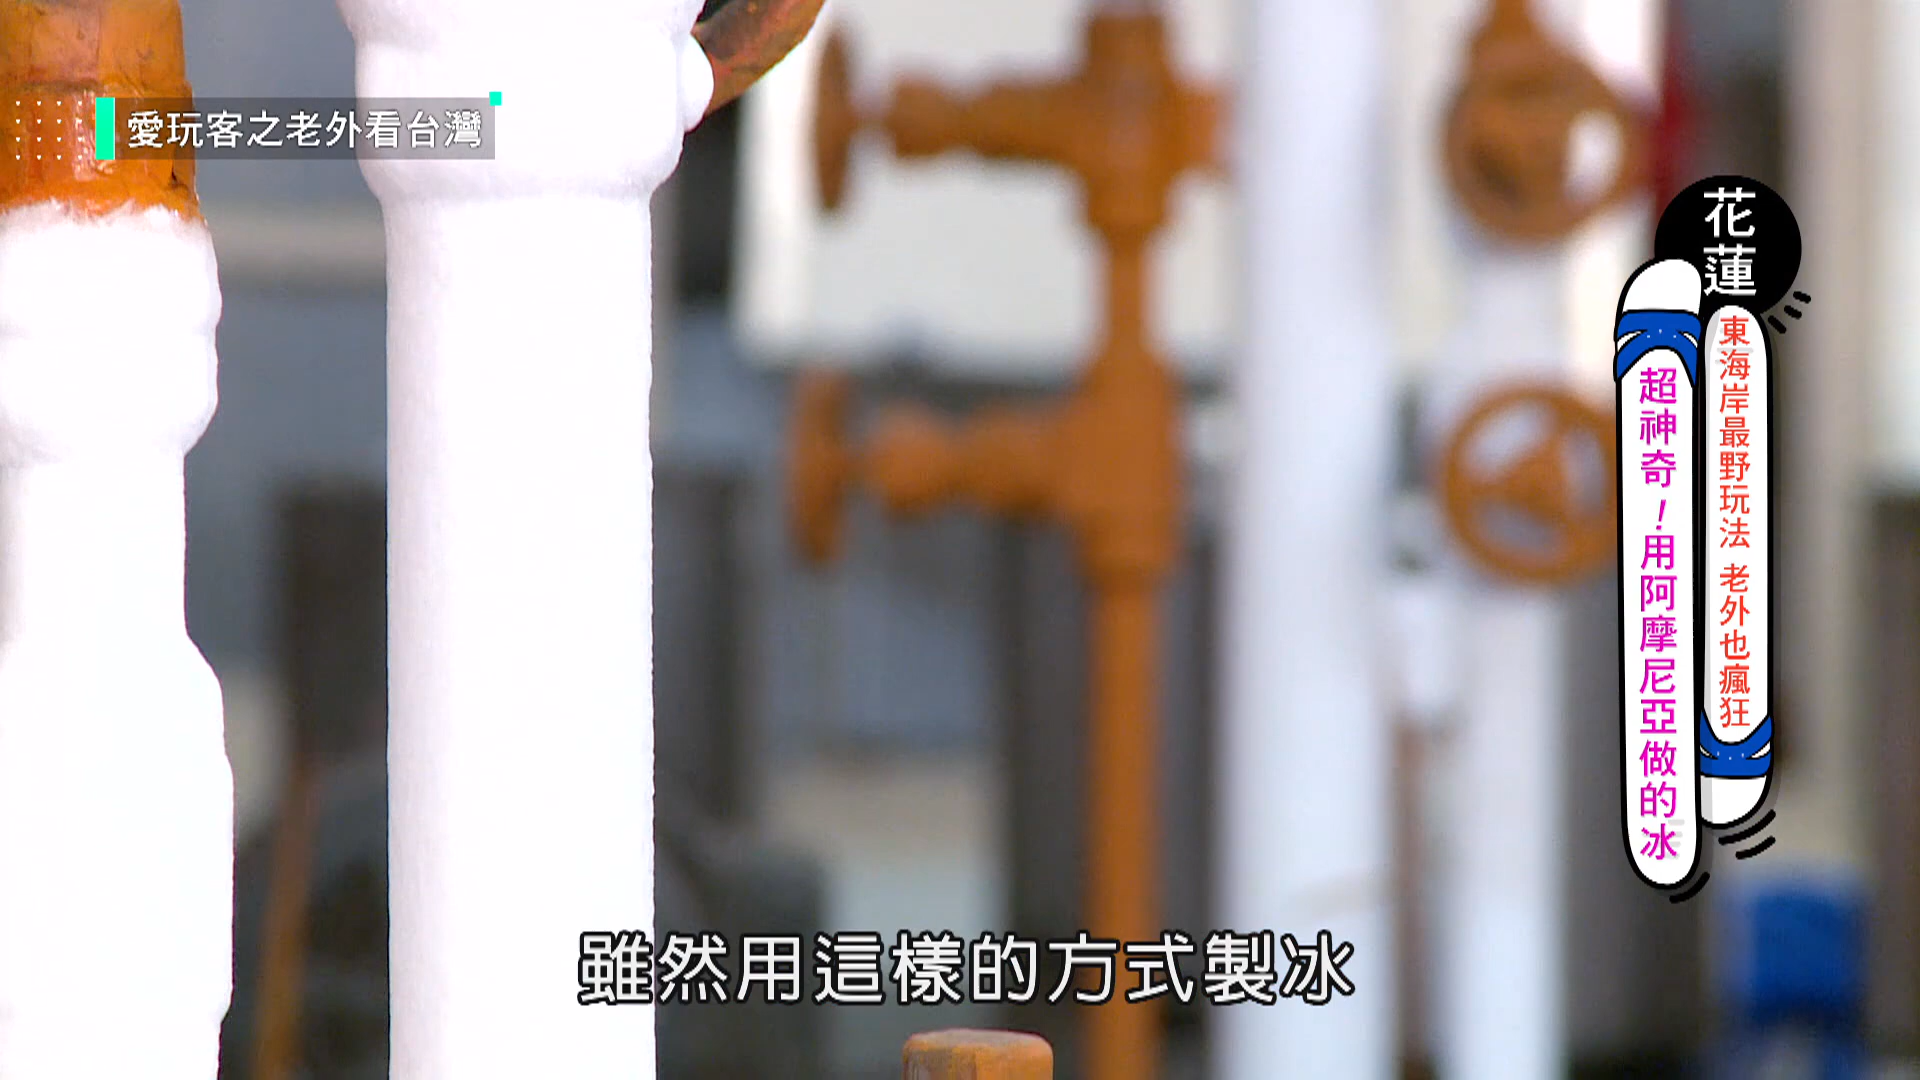 愛玩客之老外看台灣
花蓮
東海岸最野玩法 老外也瘋狂
超神奇!用阿摩尼亞做的冰
雖然用這樣的方式製冰